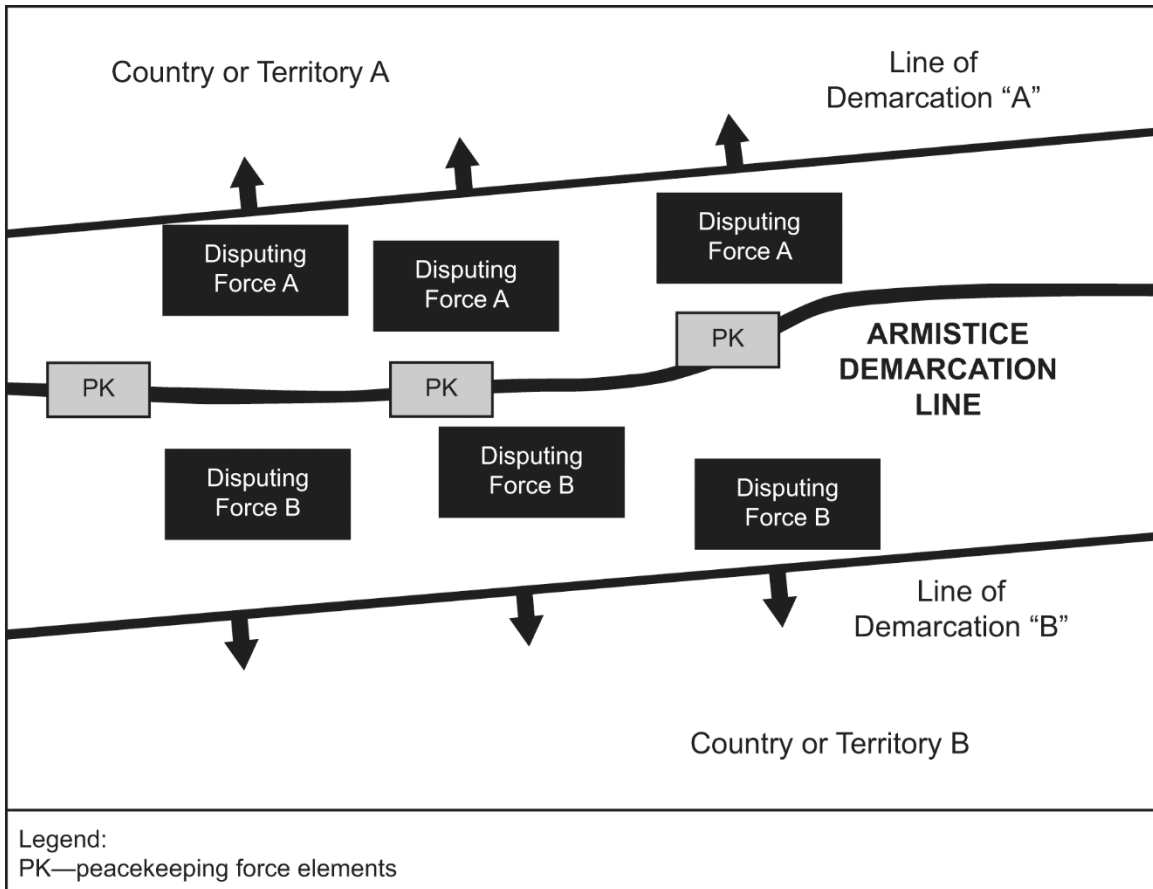 Country or Territory A
Line of
Demarcation “A”
Disputing
Force A
Disputing
Force A
Disputing
Force A
PK
PK
PK
ARMISTICE
DEMARCATION
LINE
Disputing
Force B
Disputing
Force B
Disputing
Force B
Line of
Demarcation “B”
Country or Territory B
Legend:
PK—peacekeeping force elements